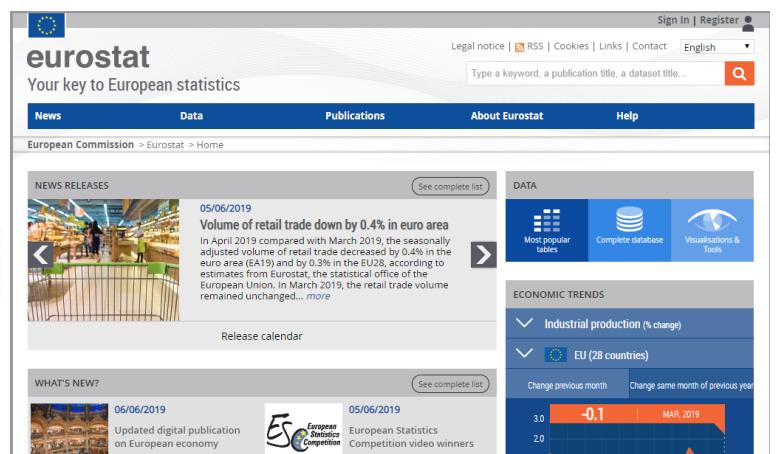 Sign In | Register
Legal notice | RSS | Cookies | Links | Contact English
eurostat
Your key to European statistics
Type a keyword, a publication title, a dataset title...
News Data Publications About Eurostat Help
European Commission > Eurostat > Home
NEWS RELEASES
See complete list
05/06/2019
Volume of retail trade down by 0.4% in euro area
In April 2019 compared with March 2019, the seasonally
adjusted volume of retail trade decreased by 0.4% in the
euro area (EA19) and by 0.3% in the EU28, according to
estimates from Eurostat, the statistical office of the
European Union. In March 2019, the retail trade volume
remained unchanged... more
Release calendar
DATA
Most popular
tables
Complete database
Visualisations &
Tools
ECONOMIC TRENDS
Industrial production (% change)
EU (28 countries)
Change previous month Change same month of previous year
-0.1 MAR. 2019
3.0
2.0
WHAT'S NEW?
See complete list
06/06/2019
Updated digital publication
on European economy
ESC European
Statistics
Competition
05/06/2019
European Statistics
Competition video winners